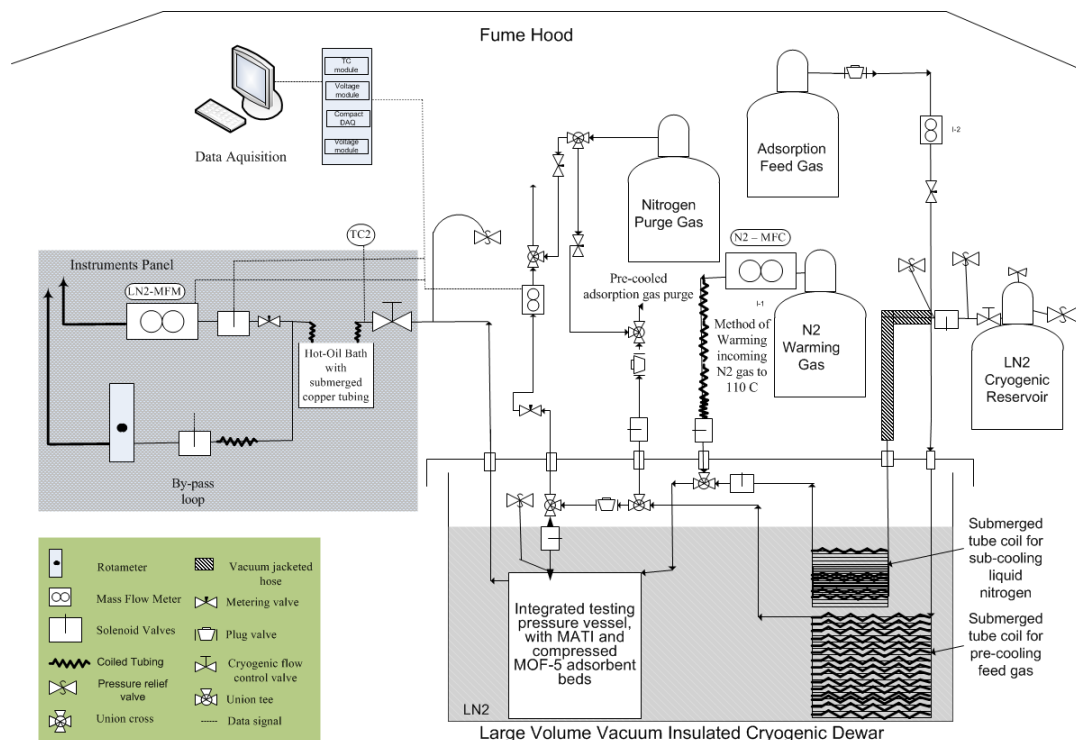 Fume Hood
TC
module
Voltage
module
Compact
DAQ
Voltage
module
Data Aquisition
Adsorption
Feed Gas
I-2
Nitrogen
Purge Gas
TC2
N2 – MFC
I-1
Instruments Panel
LN2-MFM
Pre-cooled
adsorption gas purge
Method of
Warming
incoming
N2 gas to
110 C
N2
Warming
Gas
LN2
Cryogenic
Reservoir
Hot-Oil Bath
with
submerged
copper tubing
By-pass
loop
Rotameter
Mass Flow Meter
Solenoid Valves
Coiled Tubing
Pressure relief
valve
Union cross
Vacuum jacketed
hose
Metering valve
Plug valve
Cryogenic flow
control valve
Union tee
Data signal
Integrated testing
pressure vessel,
with MATI and
compressed
MOF-5 adsorbent
beds
LN2
Submerged
tube coil for
sub-cooling
liquid
nitrogen
Submerged
tube coil for
pre-cooling
feed gas
Large Volume Vacuum Insulated Cryogenic Dewar